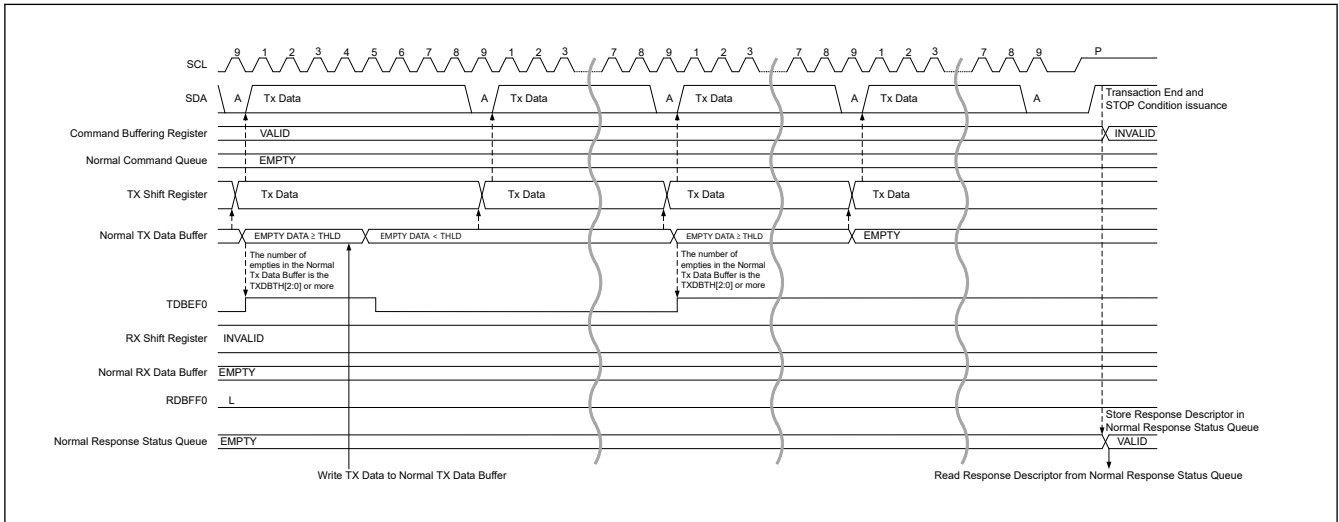 9 1 2 3 4 5 6 7 8 9 1 2 3 7 8 9 1 2 3 7 8 9 1 2 3 7 8 9 P
SCL
SDA A Tx Data A Tx Data A Tx Data A Tx Data A
Transaction End and
STOP Condition issuance
Command Buffering Register VALID INVALID
Normal Command Queue EMPTY
TX Shift Register Tx Data Tx Data Tx Data Tx Data
Normal TX Data Buffer EMPTY DATA ≥ THLD EMPTY DATA < THLD EMPTY DATA ≥ THLD EMPTY
The number of
empties in the Normal
Tx Data Buffer is the
TXDBTH[2:0] or more
The number of
empties in the Normal
Tx Data Buffer is the
TXDBTH[2:0] or more
TDBEF0
RX Shift Register INVALID
Normal RX Data Buffer EMPTY
RDBFF0 L
Store Response Descriptor in
Normal Response Status Queue
Normal Response Status Queue EMPTY VALID
Write TX Data to Normal TX Data Buffer
Read Response Descriptor from Normal Response Status Queue